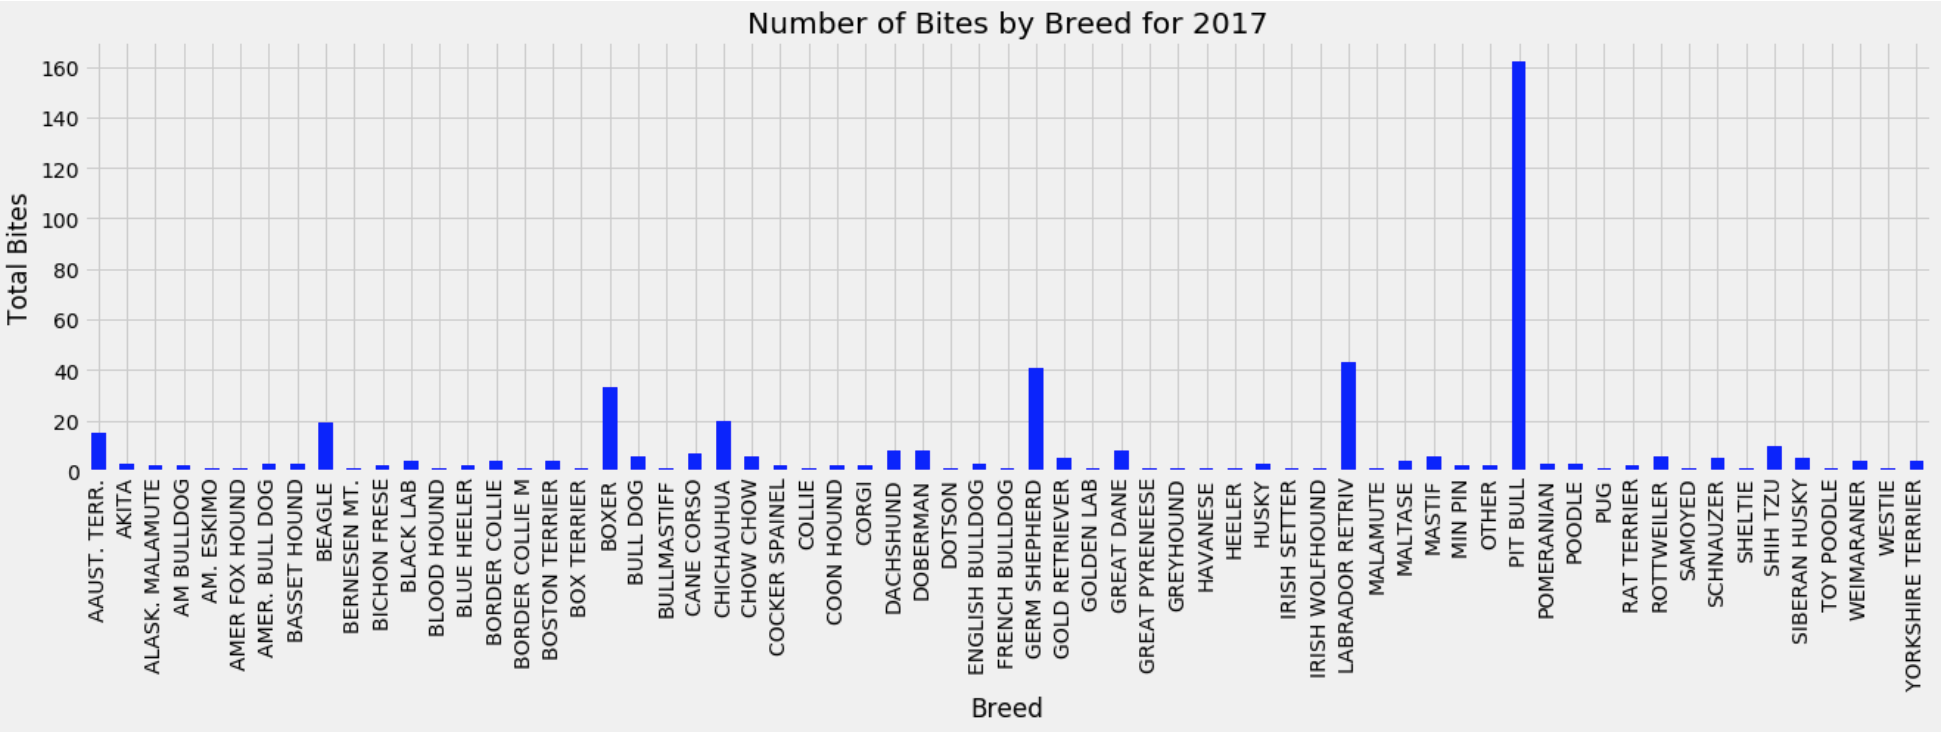 Number of Bites by Breed for 2017
Total Bites
160
140
120
100
80
60
40
20
0
AAUST. TERR.
AKITA
ALASK. MALAMUTE
AM BULLDOG
AM. ESKIMO
AMER FOX HOUND
AMER. BULL DOG
BASSET HOUND
BEAGLE
BERNESEN MT.
BICHON FRESE
BLACK LAB
BLOOD HOUND
BLUE HEELER
BORDER COLLIE
BORDER COLLIE M
BOSTON TERRIER
BOX TERRIER
BOXER
BULL DOG
BULLMASTIFF
CANE CORSO
CHICHAUHUA
CHOW CHOW
COCKER SPAINEL
COLLIE
COON HOUND
CORGI
DACHSHUND
DOBERMAN
DOTSON
ENGLISH BULLDOG
FRENCH BULLDOG
GERM SHEPHERD
GOLD RETRIEVER
GOLDEN LAB
GREAT DANE
GREAT PYRENEESE
GREYHOUND
HAVANESE
HEELER
HUSKY
IRISH SETTER
IRISH WOLFHOUND
LABRADOR RETRIV
MALAMUTE
MALTASE
MASTIF
MIN PIN
OTHER
PIT BULL
POMERANIAN
POODLE
PUG
RAT TERRIER
ROTTWEILER
SAMOYED
SCHNAUZER
SHELTIE
SHIH TZU
SIBERAN HUSKY
TOY POODLE
WEIMARANER
WESTIE
YORKSHIRE TERRIER
Breed